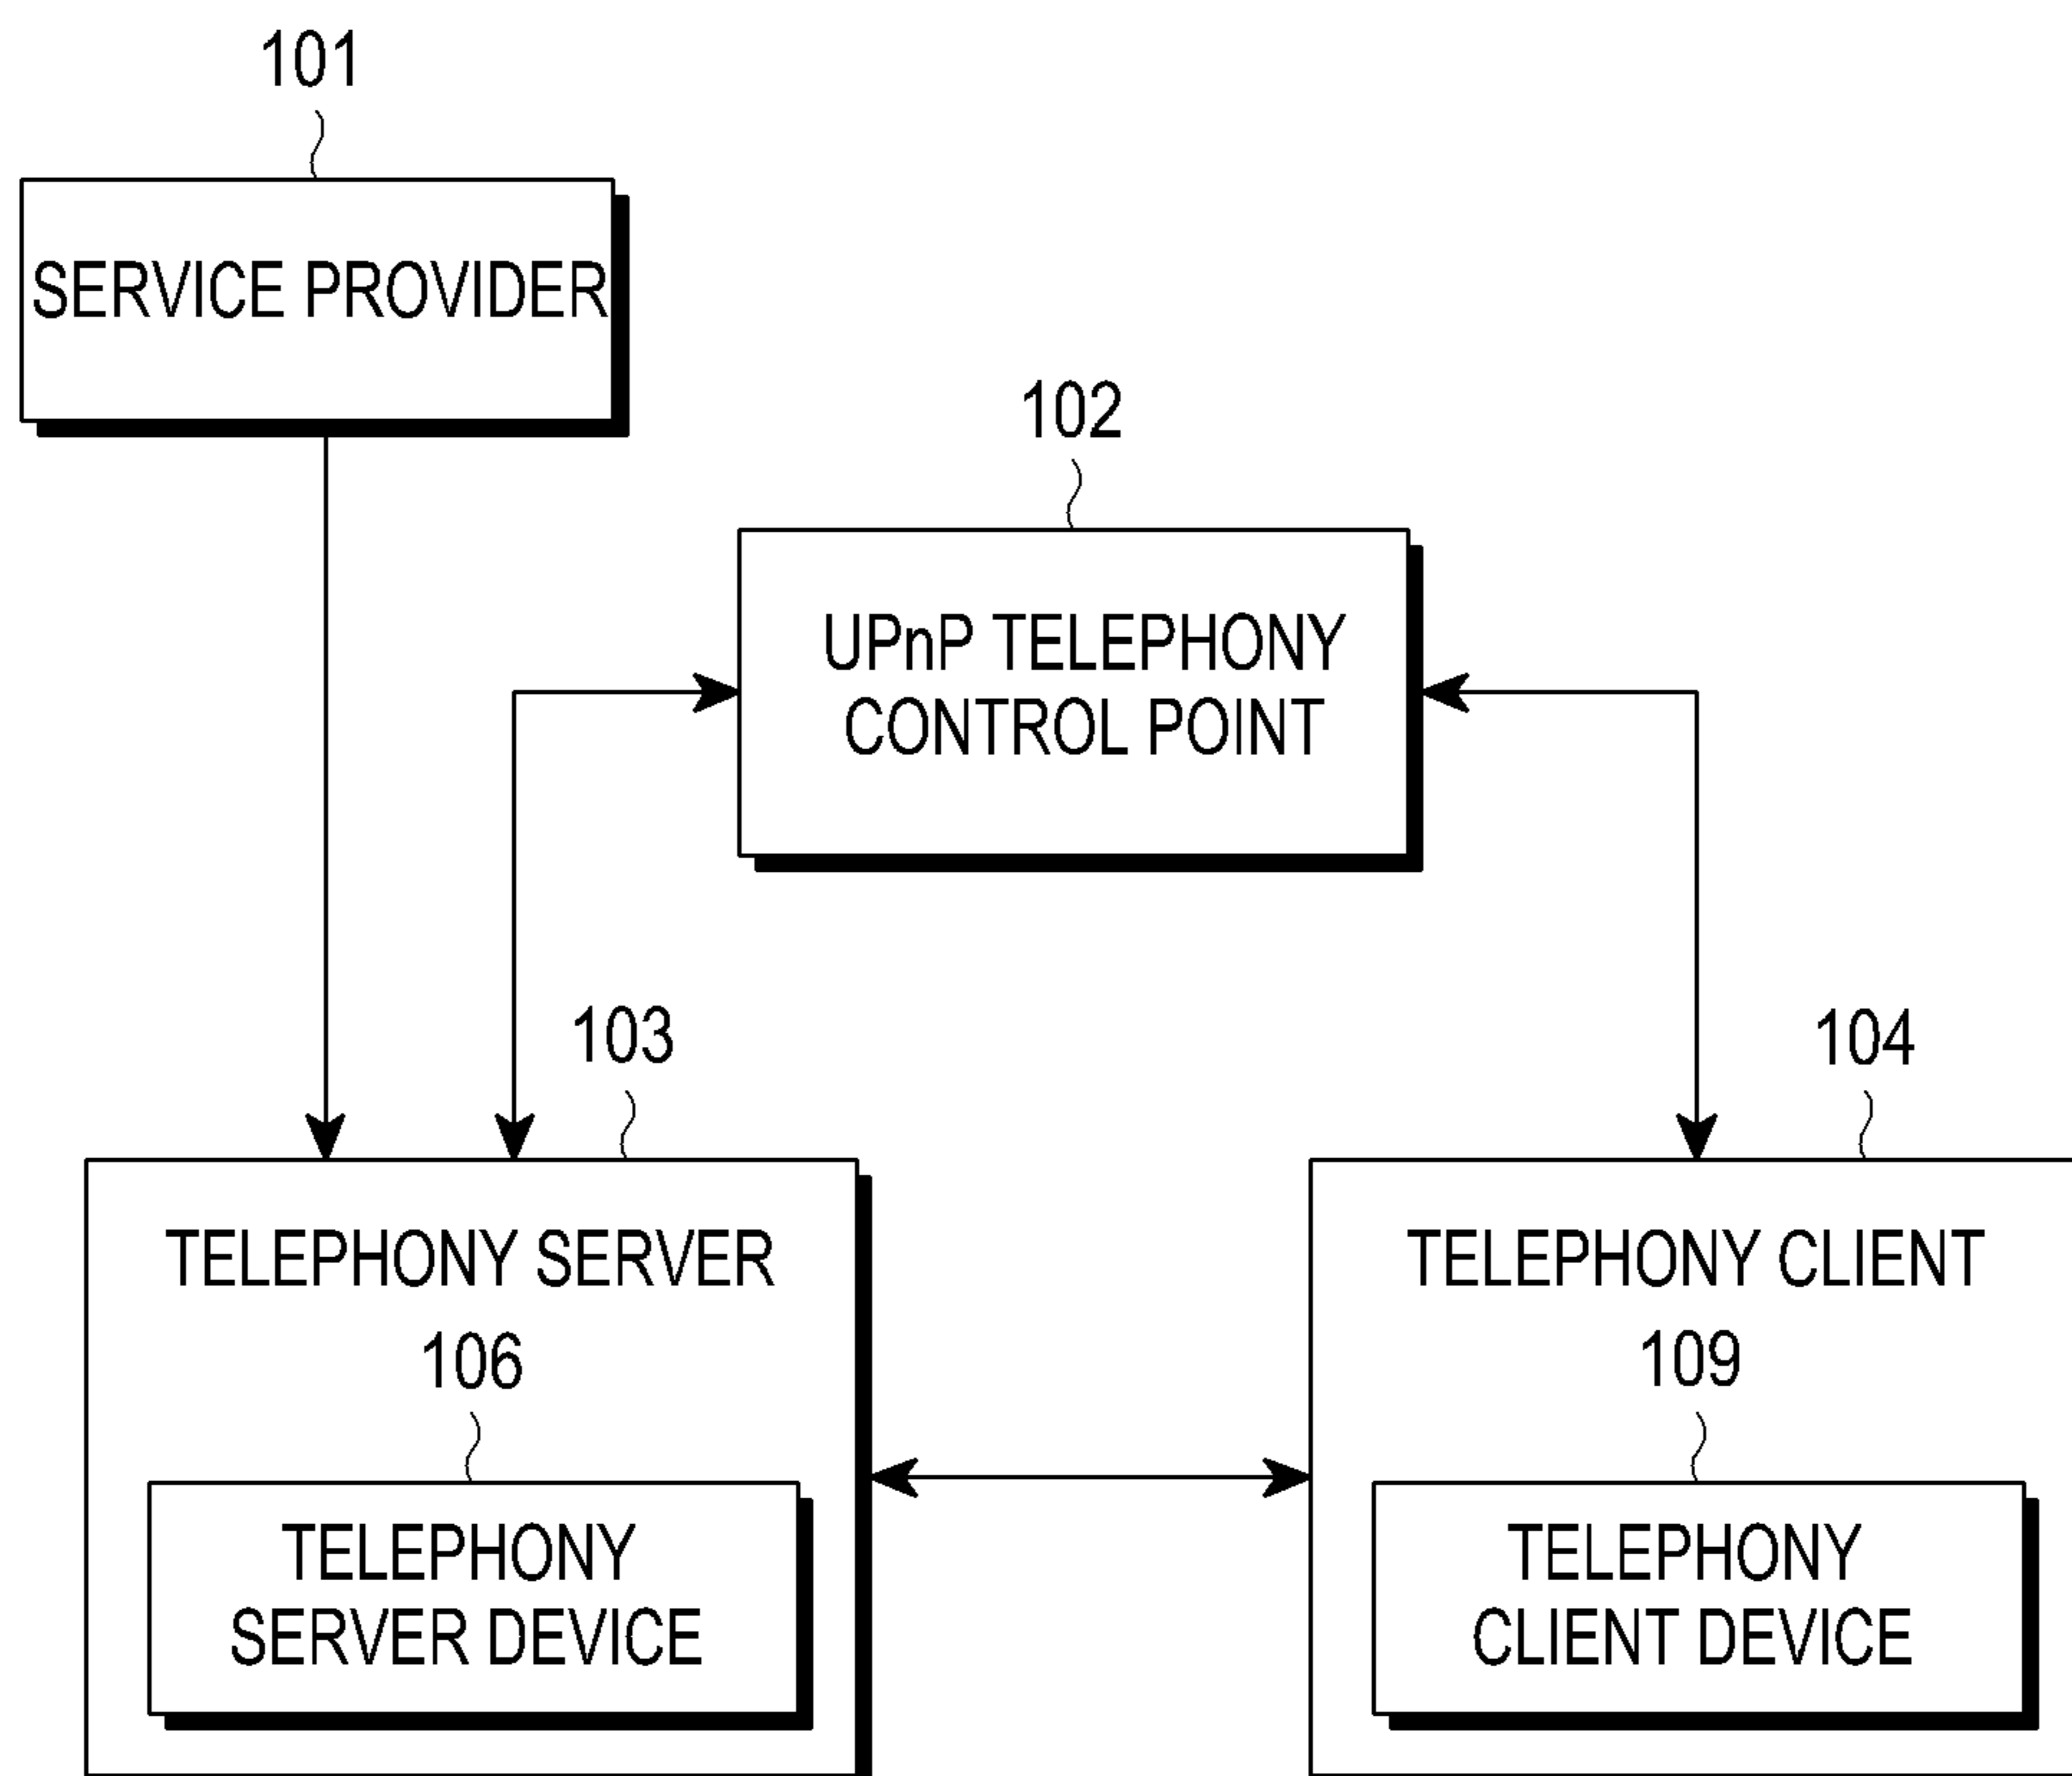 101
SERVICE PROVIDER
102
UPnP TELEPHONY
CONTROL POINT
103
TELEPHONY SERVER
106
TELEPHONY
SERVER DEVICE
104
TELEPHONY CLIENT
109
TELEPHONY
CLIENT DEVICE